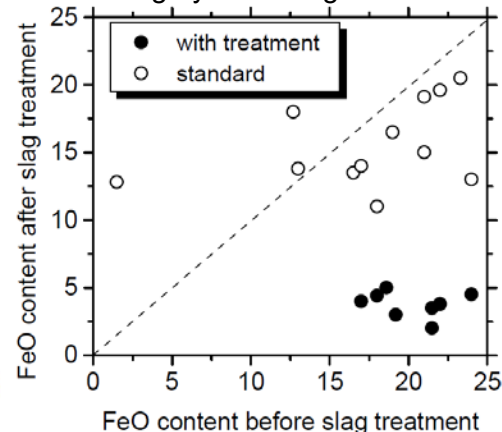 25
20
15
10
5
0
with treatment
standard
FeO content after slag treatment
0 5 10 15 20 25
FeO content before slag treatment